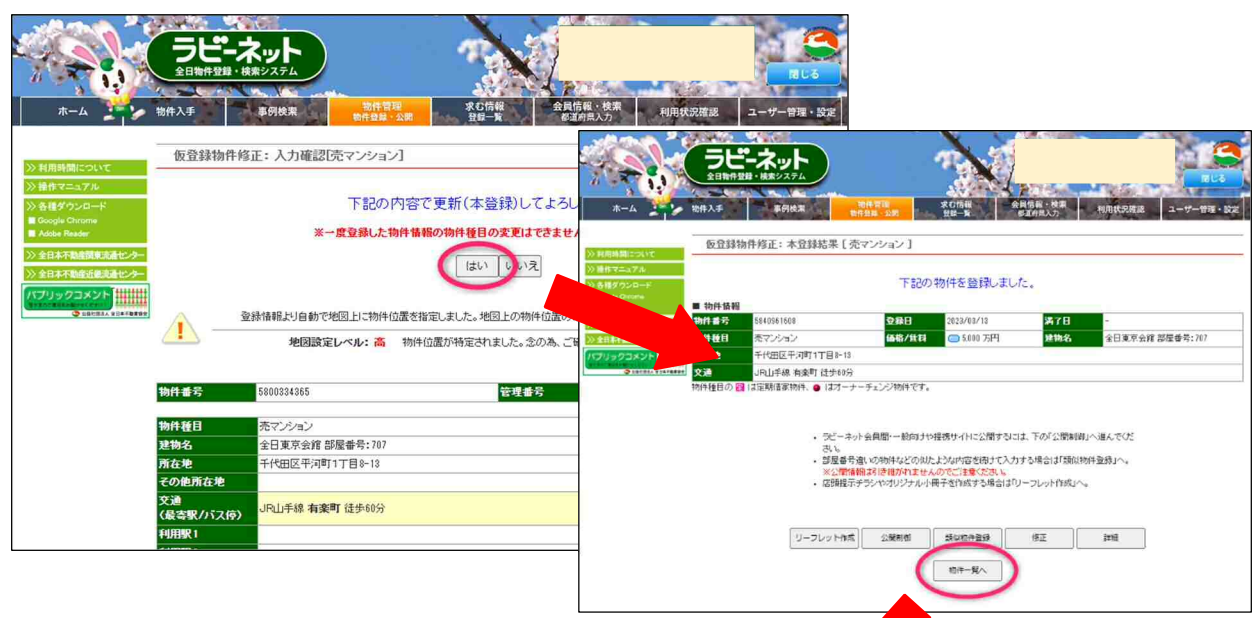 ラビーネット
全日物件登録・検索システム
閉じる
ホーム
物件入手
事例検索
物件管理
物件登録・公開
求む情報
登録一覧
会員情報・検索
都道府県入力
利用状況確認
ユーザー管理・設定
≫利用時間について
≫操作マニュアル
≫各種ダウンロード
Google Chrome
Adobe Reader
≫全日本不動産関東流通センター
≫全日本不動産近畿流通センター
パブリックコメント
仮登録物件修正：入力確認[売マンション]
下記の内容で更新(本登録)してよろし
※一度登録した物件情報の物件種目の変更はできませ
はい
いいえ
登録情報より自動で地図上に物件位置を指定しました。地図上の物件位置の
地図設定レベル： 高 物件位置が特定されました。念の為、ご確
物件番号 5800334365 管理番号
物件種目 売マンション
建物名 全日東京会館 部屋番号：707
所在地 千代田区平河町1丁目8-13
その他所在地
交通
（最寄駅/バス停） JR山手線 有楽町 徒歩60分
利用駅1
ラビーネット
全日物件登録・検索システム
閉じる
ホーム
物件入手
事例検索
物件管理
物件登録・公開
求む情報
登録一覧
会員情報・検索
都道府県入力
利用状況確認
ユーザー管理・設定
≫利用時間について
≫操作マニュアル
パブリックコメント
仮登録物件修正：本登録結果 [ 売マンション ]
下記の物件を登録しました。
■ 物件情報
物件番号 5840961608 登録日 2023/03/13 満了日 -
件種目 売マンション 価格/賃料 5,000 万円 建物名 全日東京会館 部屋番号：707
千代田区平河町1丁目8-13
交通 JR山手線 有楽町 徒歩60分
物件種目の は定期借家物件、 はオーナーチェンジ物件です。
• ラビーネット会員間・一般向けや提携サイトに公開するには、下の「公開制御」へ進んでくだ
さい。
• 部屋番号違いの物件などの似たような内容を続けて入力する場合は「類似物件登録」へ。
※公開情報は引き継がれませんのでご注意ください。
• 店頭提示チラシやオリジナル小冊子を作成する場合は「リーフレット作成」へ。
リーフレット作成
公開制御
類似物件登録
修正
詳細
物件一覧へ